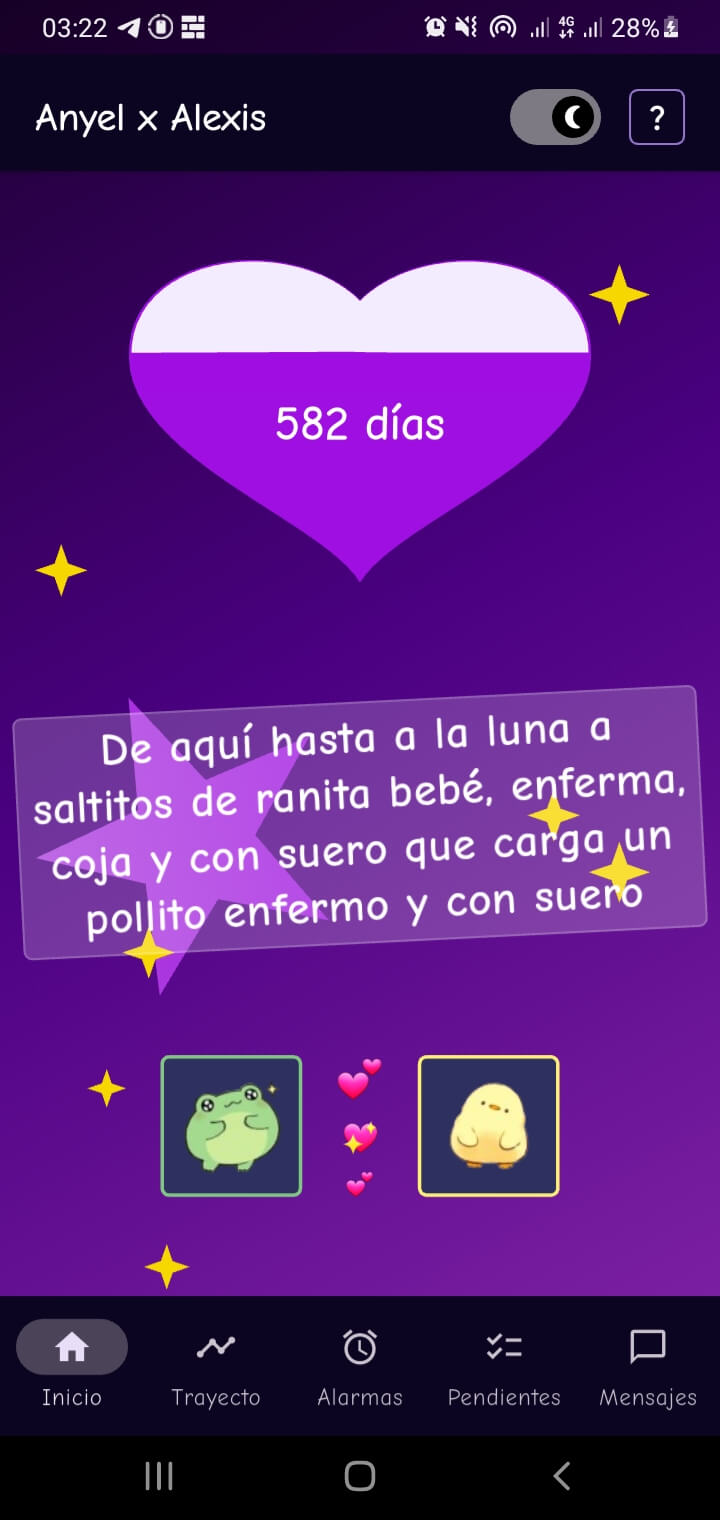 03:22
4G
28%
Anyel x Alexis
?
582 días
De aquí hasta a la luna a
saltitos de ranita bebé, enferma,
coja y con suero que carga un
pollito enfermo y con suero
Inicio
Trayecto
Alarmas
Pendientes
Mensajes